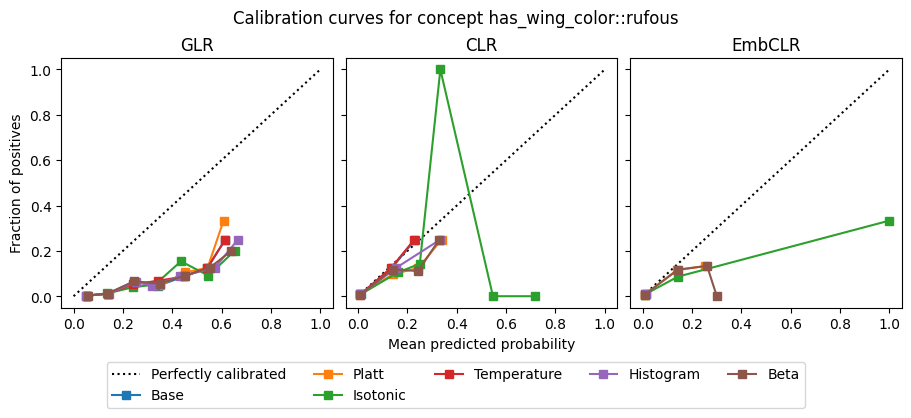 Calibration curves for concept has_wing_color::rufous
GLR
CLR
EmbCLR
Fraction of positives
1.0
0.8
0.6
0.4
0.2
0.0
0.0 0.2 0.4 0.6 0.8 1.0
0.0 0.2 0.4 0.6 0.8 1.0
0.0 0.2 0.4 0.6 0.8 1.0
Mean predicted probability
Perfectly calibrated
Base
Platt
Isotonic
Temperature
Histogram
Beta